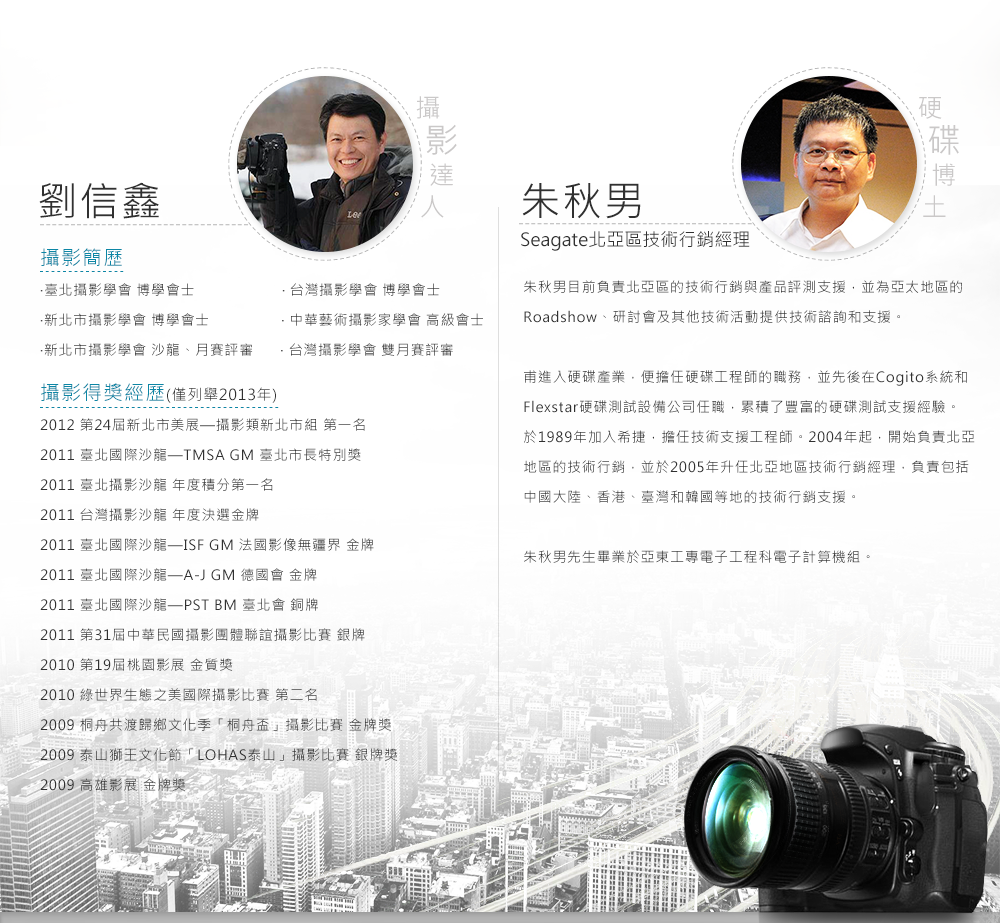 劉信鑫
攝影達人
攝影簡歷
·臺北攝影學會 博學會士
·台灣攝影學會 博學會士
·新北市攝影學會 博學會士
·中華藝術攝影家學會 高級會士
·新北市攝影學會 沙龍、月賽評審
·台灣攝影學會 雙月賽評審
攝影得獎經歷(僅列舉2013年)
2012 第24屆新北市美展—攝影類新北市組 第一名
2011 臺北國際沙龍—TMSA GM 臺北市長特別獎
2011 臺北攝影沙龍 年度積分第一名
2011 台灣攝影沙龍 年度決選金牌
2011 臺北國際沙龍—ISF GM 法國影像無疆界 金牌
2011 臺北國際沙龍—A-J GM 德國會 金牌
2011 臺北國際沙龍—PST BM 臺北會 銅牌
2011 第31屆中華民國攝影團體聯誼攝影比賽 銀牌
2010 第19屆桃園影展 金質獎
2010 綠世界生態之美國際攝影比賽 第二名
2009 桐舟共渡歸鄉文化季「桐舟盃」攝影比賽 金牌獎
2009 泰山獅王文化節「LOHAS泰山」攝影比賽 銀牌獎
2009 高雄影展 金牌獎
朱秋男
硬碟博士
Seagate北亞區技術行銷經理
朱秋男目前負責北亞區的技術行銷與產品評測支援，並為亞太地區的
Roadshow、研討會及其他技術活動提供技術諮詢和支援。
甫進入硬碟產業，便擔任硬碟工程師的職務，並先後在Cogito系統和
Flexstar硬碟測試設備公司任職，累積了豐富的硬碟測試支援經驗。
於1989年加入希捷，擔任技術支援工程師。2004年起，開始負責北亞
地區的技術行銷，並於2005年升任北亞地區技術行銷經理，負責包括
中國大陸、香港、臺灣和韓國等地的技術行銷支援。
朱秋男先生畢業於亞東工專電子工程科電子計算機組。
Lee